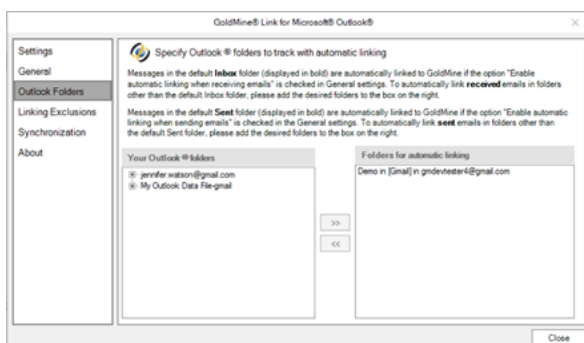 GoldMine® Link for Microsoft® Outlook®
Settings
General
Outlook Folders
Linking Exclusions
Synchronization
About
Specify Outlook ® folders to track with automatic linking
Messages in the default Inbox folder (displayed in bold) are automatically linked to GoldMine if the option "Enable
automatic linking when receiving emails" is checked in General settings. To automatically link received emails in folders
other than the default Inbox folder, please add the desired folders to the box on the right.
Messages in the default Sent folder (displayed in bold) are automatically linked to GoldMine if the option "Enable automatic
linking when sending emails" is checked in the General settings. To automatically link sent emails in folders other than
the default Sent folder, please add the desired folders to the box on the right.
Your Outlook ® folders
jennifer.watson@gmail.com
My Outlook Data File-gmail
>>
<<
Folders for automatic linking
Demo in [Gmail] in gmdevtester4@gmail.com
Close